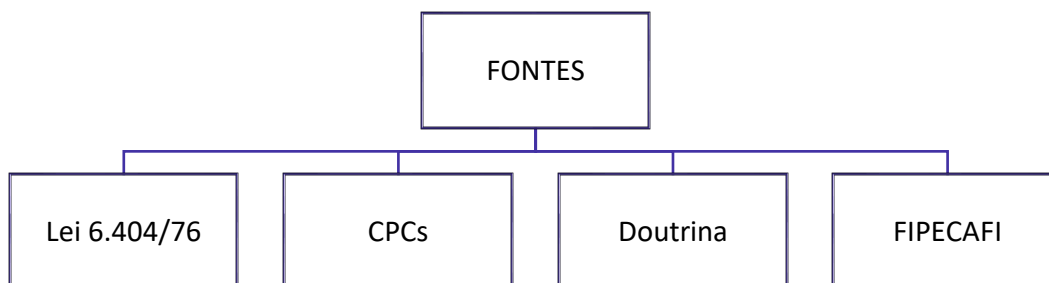 FONTES
Lei 6.404/76
CPCs
Doutrina
FIPECAFI